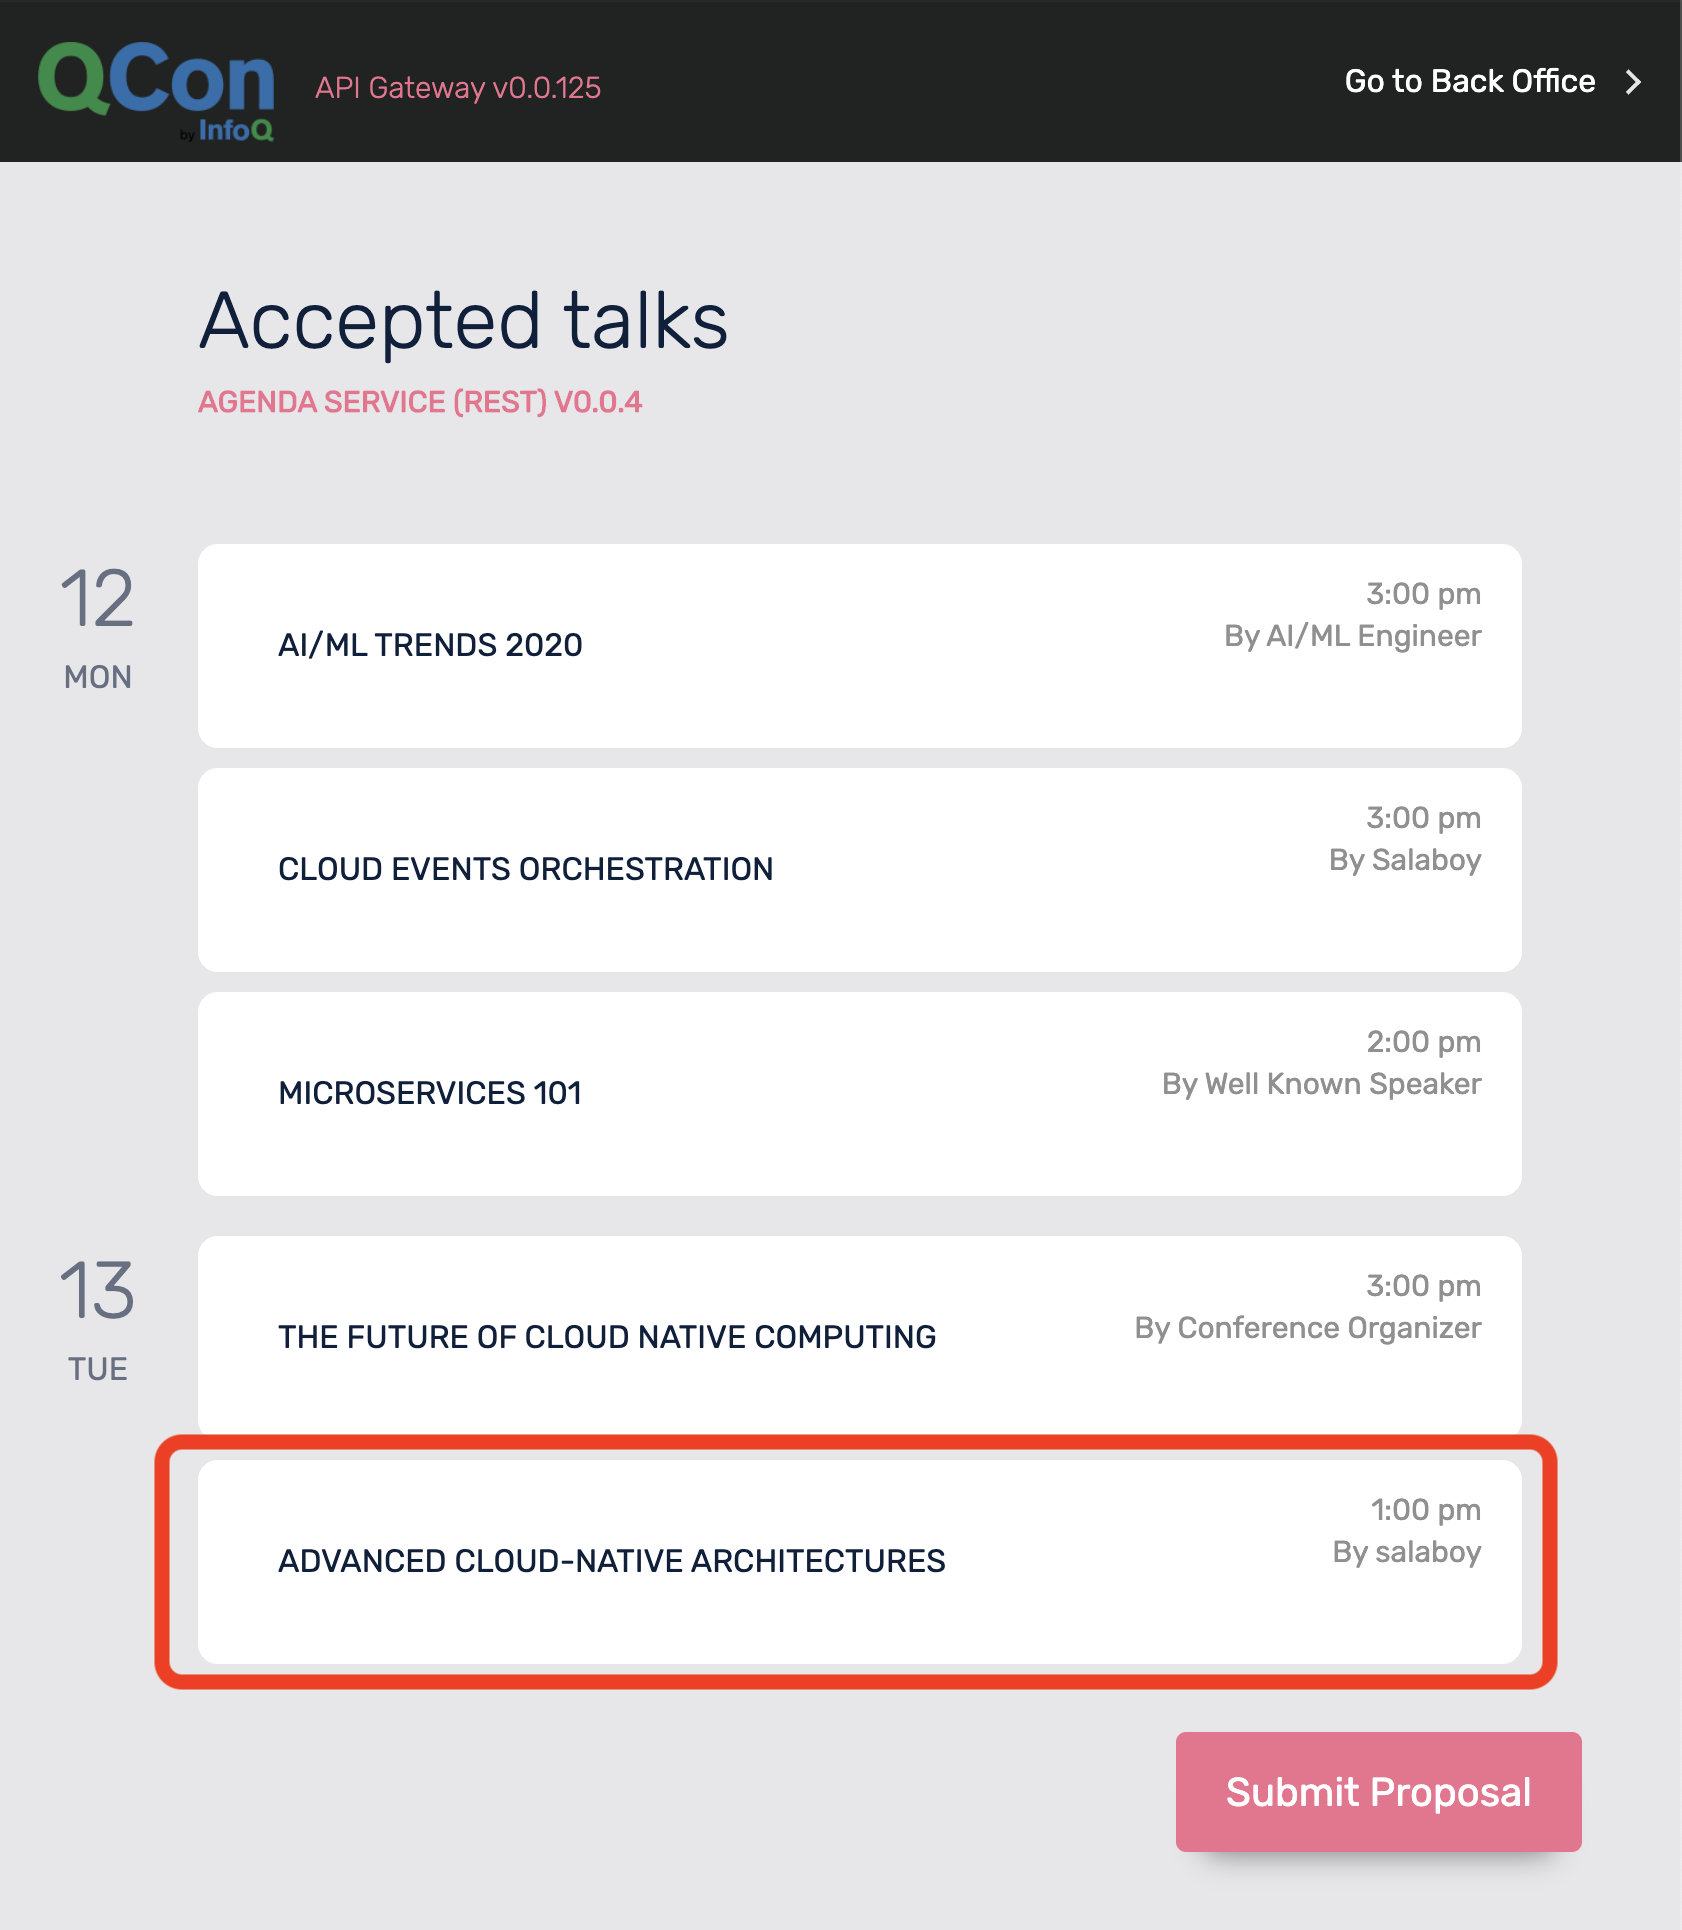 QCon
by InfoQ
API Gateway v0.0.125
Go to Back Office
Accepted talks
AGENDA SERVICE (REST) V0.0.4
12
MON
AI/ML TRENDS 2020
3:00 pm
By AI/ML Engineer
CLOUD EVENTS ORCHESTRATION
3:00 pm
By Salaboy
MICROSERVICES 101
2:00 pm
By Well Known Speaker
13
TUE
THE FUTURE OF CLOUD NATIVE COMPUTING
3:00 pm
By Conference Organizer
ADVANCED CLOUD-NATIVE ARCHITECTURES
1:00 pm
By salaboy
Submit Proposal